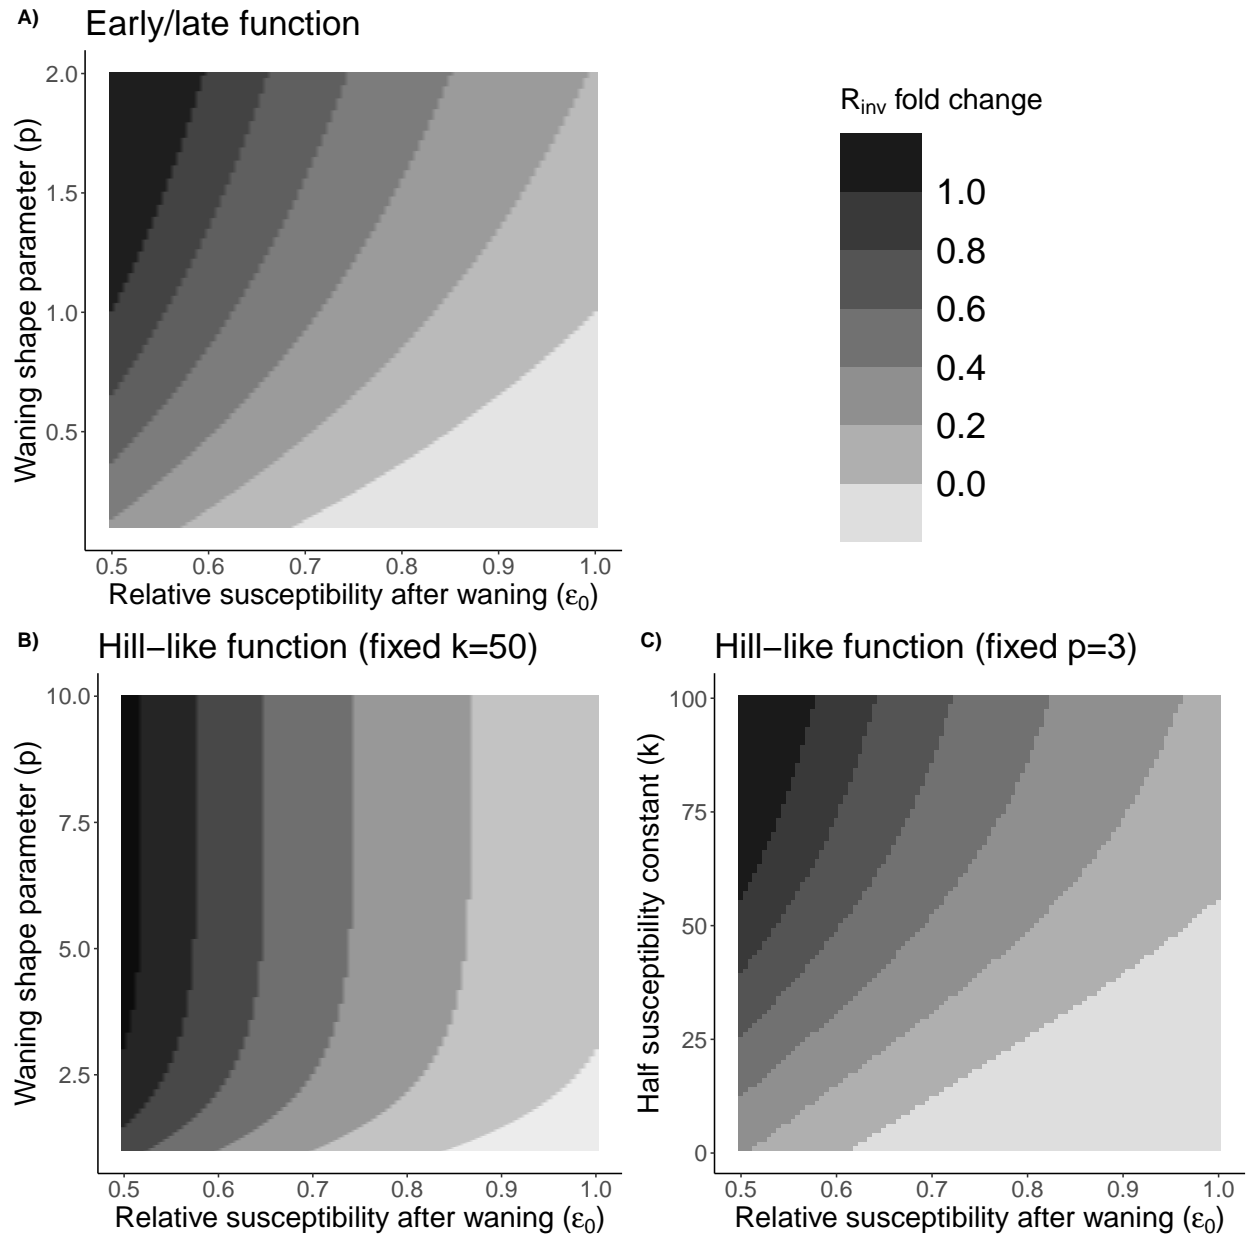 A) Early/late function
Waning shape parameter (p)
2.0
1.5
1.0
0.5
0.5 0.6 0.7 0.8 0.9 1.0
Relative susceptibility after waning (ε₀)
R_inv fold change
1.0
0.8
0.6
0.4
0.2
0.0
B) Hill−like function (fixed k=50)
Waning shape parameter (p)
10.0
7.5
5.0
2.5
0.5 0.6 0.7 0.8 0.9 1.0
Relative susceptibility after waning (ε₀)
C) Hill−like function (fixed p=3)
Half susceptibility constant (k)
100
75
50
25
0
0.5 0.6 0.7 0.8 0.9 1.0
Relative susceptibility after waning (ε₀)